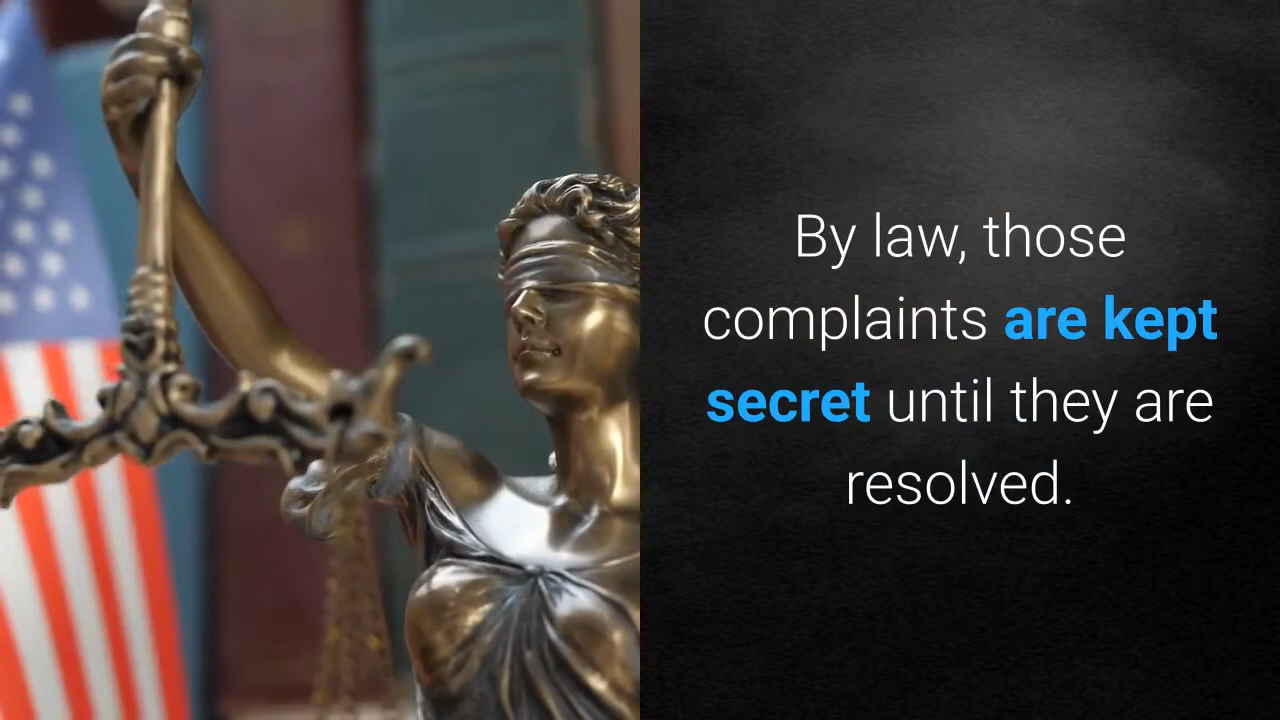 By law, those
complaints are kept
secret until they are
resolved.